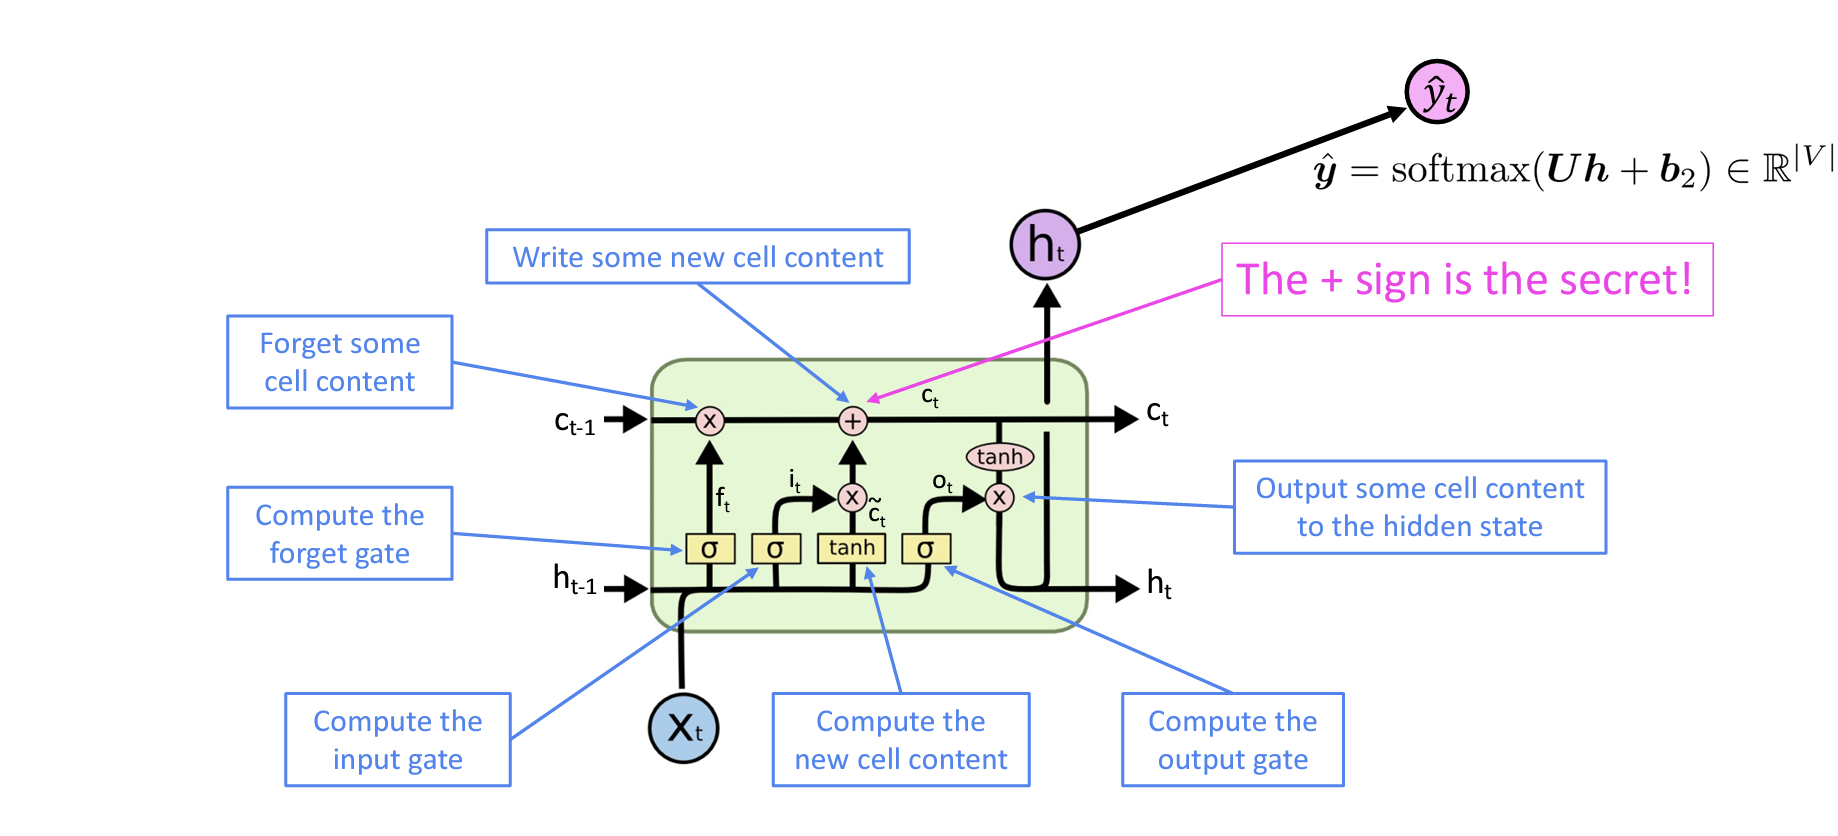 ŷₜ
ŷ = softmax(Uh + b₂) ∈ ℝ^|V|
hₜ
Write some new cell content
The + sign is the secret!
Forget some
cell content
cₜ₋₁
x
+
cₜ
cₜ
tanh
fₜ
iₜ
x
c̃ₜ
oₜ
x
Output some cell content
to the hidden state
Compute the
forget gate
σ
σ
tanh
σ
hₜ₋₁
hₜ
Xₜ
Compute the
input gate
Compute the
new cell content
Compute the
output gate